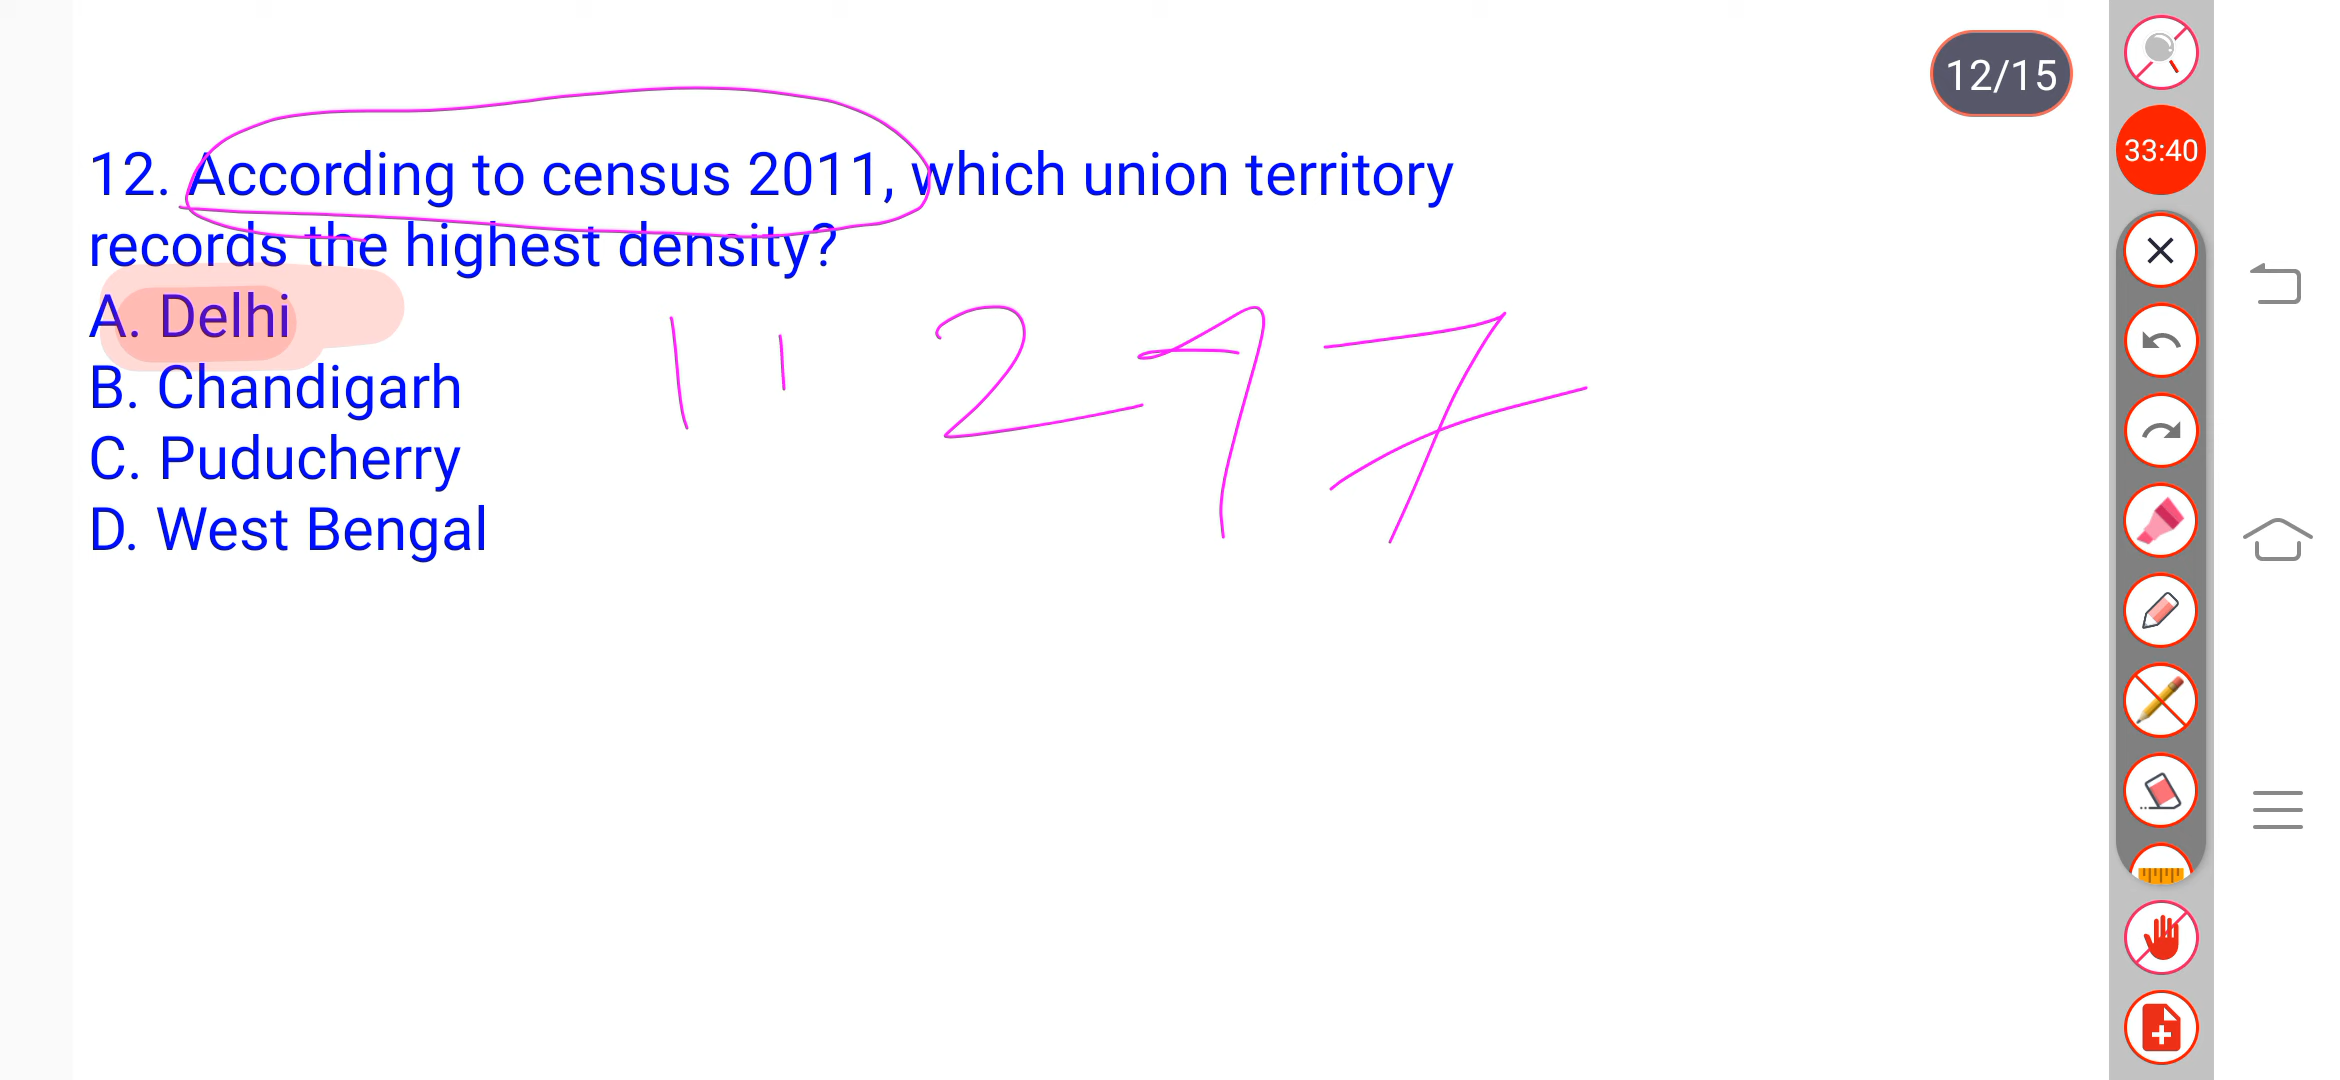 12/15
33:40
12. According to census 2011, which union territory
records the highest density?
A. Delhi
B. Chandigarh
C. Puducherry
D. West Bengal
11297